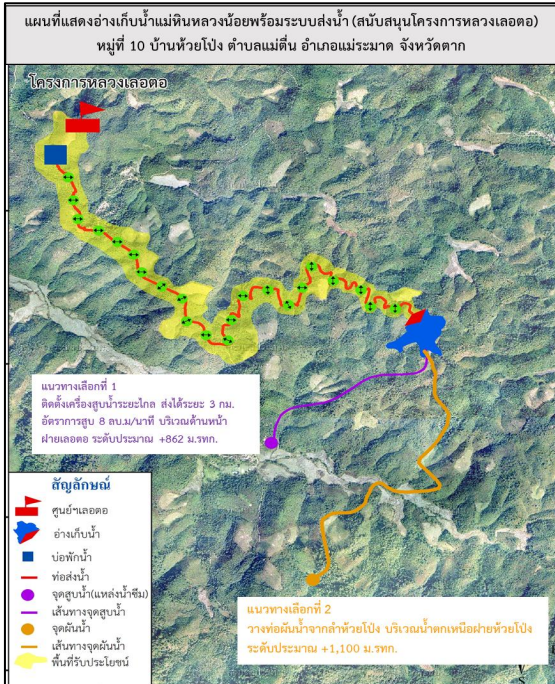 แผนที่แสดงอ่างเก็บน้ำแม่หินหลวงน้อยพร้อมระบบส่งน้ำ (สนับสนุนโครงการหลวงเลอตอ)
หมู่ที่ 10 บ้านห้วยโป่ง ตำบลแม่ตื่น อำเภอแม่ระมาด จังหวัดตาก
โครงการหลวงเลอตอ
แนวทางเลือกที่ 1
ติดตั้งเครื่องสูบน้ำระยะไกล ส่งได้ระยะ 3 กม.
อัตราการสูบ 8 ลบ.ม/นาที บริเวณด้านหน้า
ฝายเลอตอ ระดับประมาณ +862 ม.รทก.
สัญลักษณ์
ศูนย์ฯเลอตอ
อ่างเก็บน้ำ
บ่อพักน้ำ
ท่อส่งน้ำ
จุดสูบน้ำ(แหล่งน้ำซึม)
เส้นทางจุดสูบน้ำ
จุดผันน้ำ
เส้นทางจุดผันน้ำ
พื้นที่รับประโยชน์
แนวทางเลือกที่ 2
วางท่อผันน้ำจากลำห้วยโป่ง บริเวณน้ำตกเหนือฝายห้วยโป่ง
ระดับประมาณ +1,100 ม.รทก.